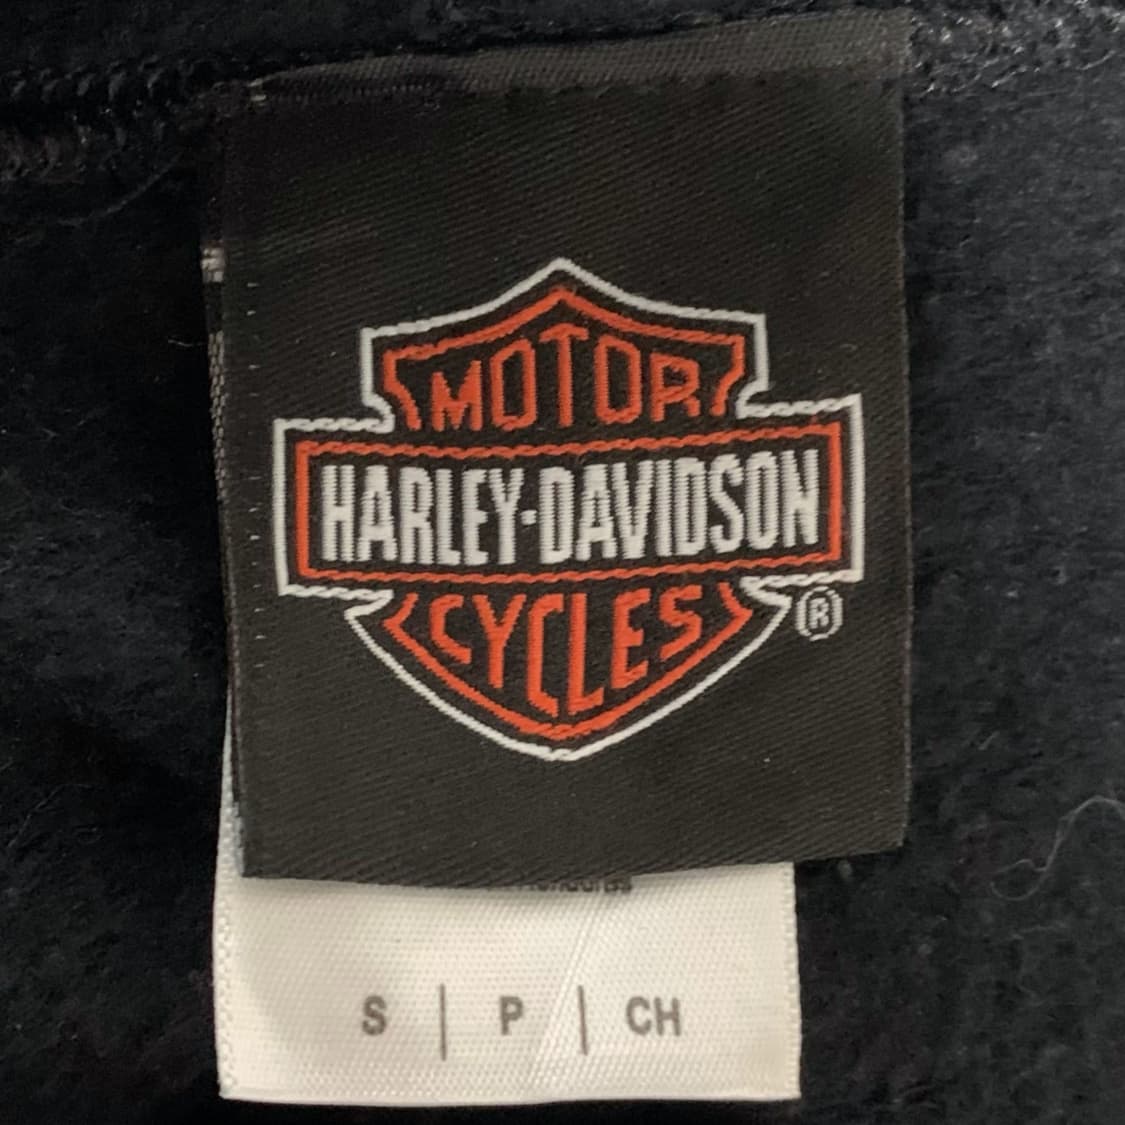 MOTOR
HARLEY-DAVIDSON
CYCLES
®
S | P | CH